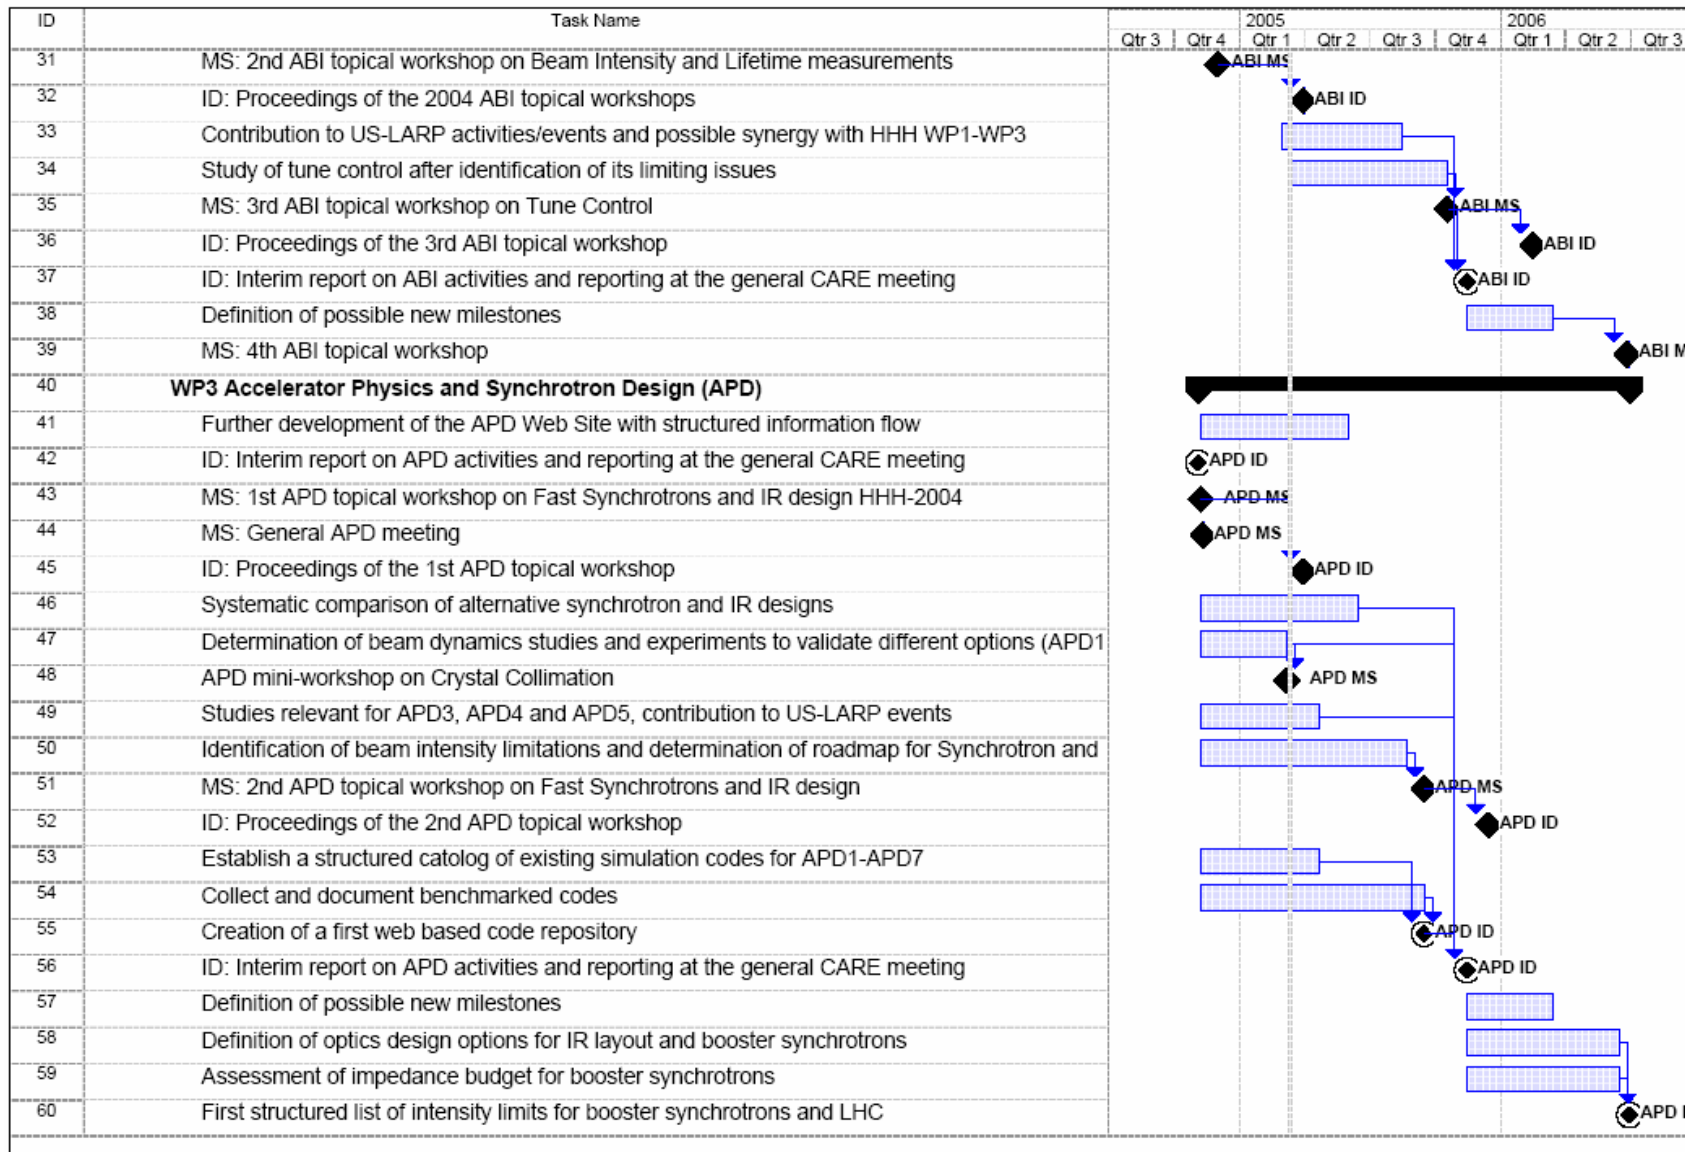 ID Task Name 2005 2006
Qtr 3 Qtr 4 Qtr 1 Qtr 2 Qtr 3 Qtr 4 Qtr 1 Qtr 2 Qtr 3
31 MS: 2nd ABI topical workshop on Beam Intensity and Lifetime measurements ABI MS
32 ID: Proceedings of the 2004 ABI topical workshops ABI ID
33 Contribution to US-LARP activities/events and possible synergy with HHH WP1-WP3
34 Study of tune control after identification of its limiting issues
35 MS: 3rd ABI topical workshop on Tune Control ABI MS
36 ID: Proceedings of the 3rd ABI topical workshop ABI ID
37 ID: Interim report on ABI activities and reporting at the general CARE meeting ABI ID
38 Definition of possible new milestones
39 MS: 4th ABI topical workshop ABI M
40 WP3 Accelerator Physics and Synchrotron Design (APD)
41 Further development of the APD Web Site with structured information flow
42 ID: Interim report on APD activities and reporting at the general CARE meeting APD ID
43 MS: 1st APD topical workshop on Fast Synchrotrons and IR design HHH-2004 APD MS
44 MS: General APD meeting APD MS
45 ID: Proceedings of the 1st APD topical workshop APD ID
46 Systematic comparison of alternative synchrotron and IR designs
47 Determination of beam dynamics studies and experiments to validate different options (APD1
48 APD mini-workshop on Crystal Collimation APD MS
49 Studies relevant for APD3, APD4 and APD5, contribution to US-LARP events
50 Identification of beam intensity limitations and determination of roadmap for Synchrotron and
51 MS: 2nd APD topical workshop on Fast Synchrotrons and IR design APD MS
52 ID: Proceedings of the 2nd APD topical workshop APD ID
53 Establish a structured catolog of existing simulation codes for APD1-APD7
54 Collect and document benchmarked codes
55 Creation of a first web based code repository APD ID
56 ID: Interim report on APD activities and reporting at the general CARE meeting APD ID
57 Definition of possible new milestones
58 Definition of optics design options for IR layout and booster synchrotrons
59 Assessment of impedance budget for booster synchrotrons
60 First structured list of intensity limits for booster synchrotrons and LHC APD I